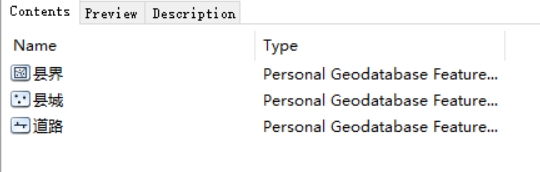 Contents Preview Description
Name Type
县界 Personal Geodatabase Feature...
县城 Personal Geodatabase Feature...
道路 Personal Geodatabase Feature...